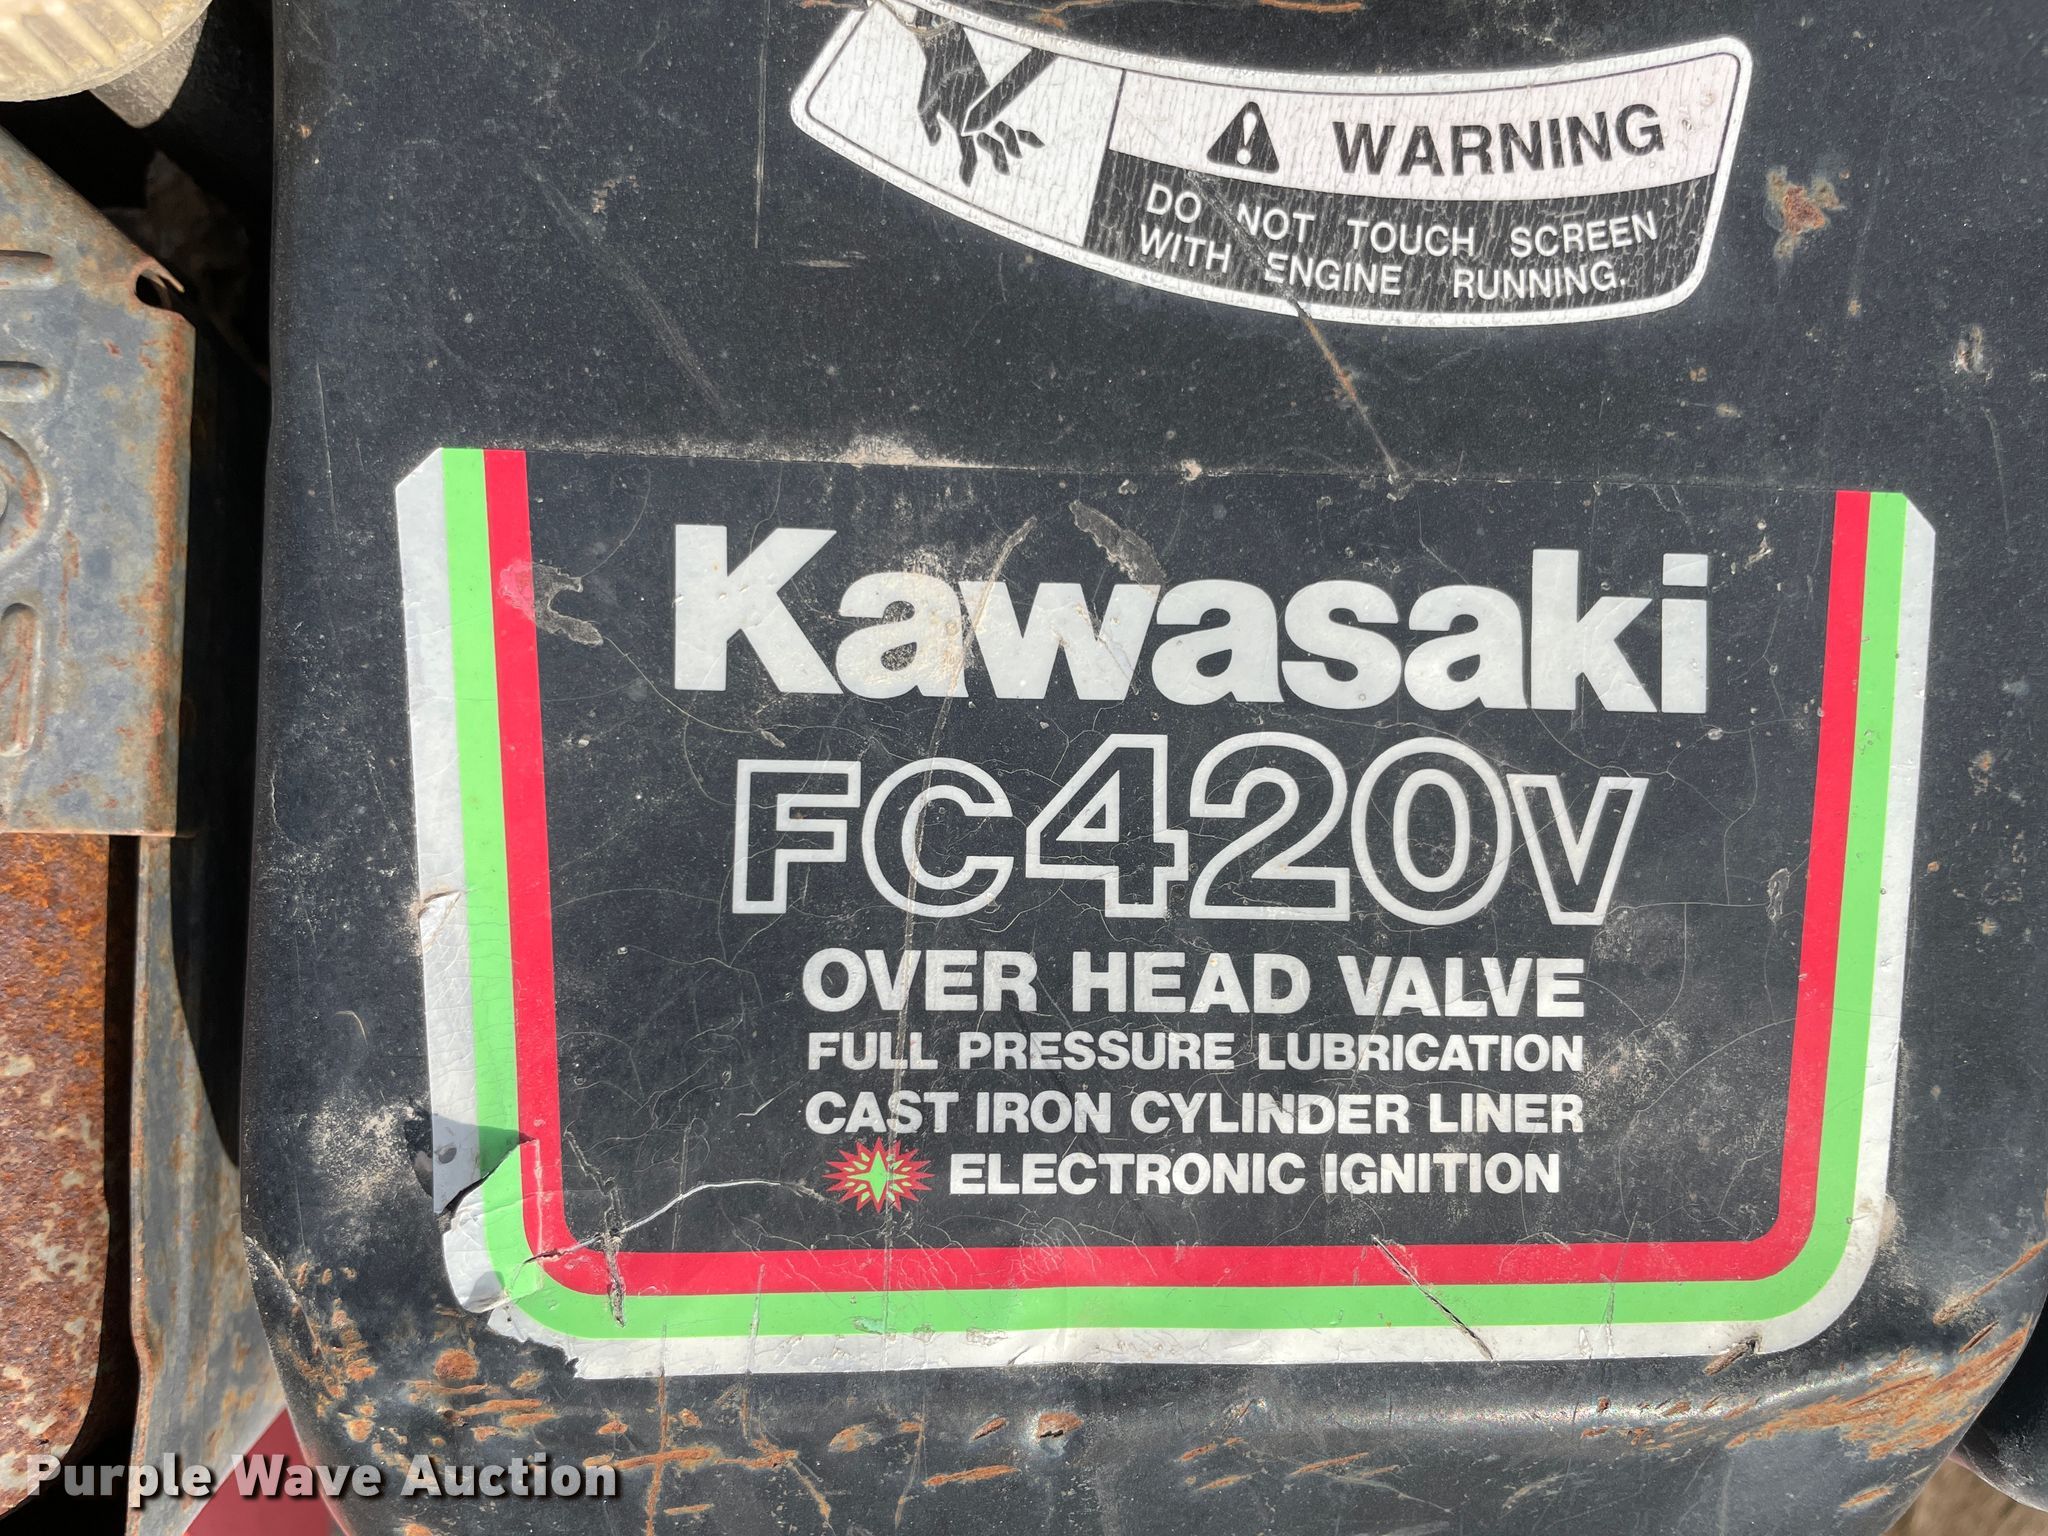 WARNING
DO NOT TOUCH SCREEN
WITH ENGINE RUNNING.
Kawasaki
FC420V
OVER HEAD VALVE
FULL PRESSURE LUBRICATION
CAST IRON CYLINDER LINER
ELECTRONIC IGNITION
Purple Wave Auction